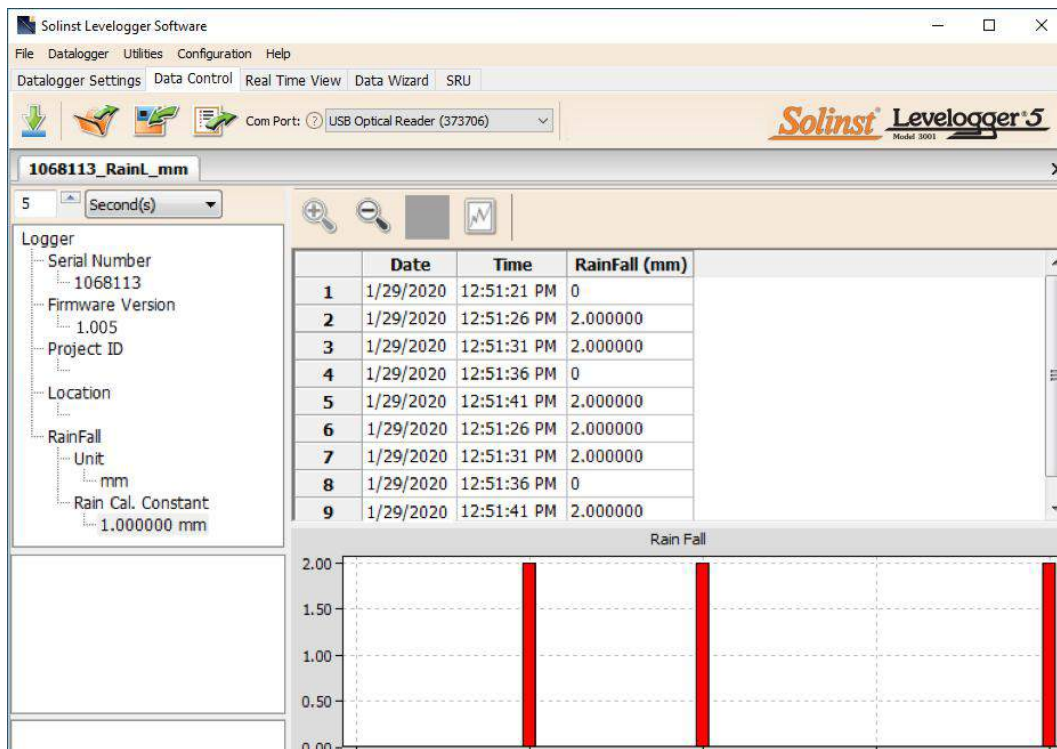 Solinst Levelogger Software
File Datalogger Utilities Configuration Help
Datalogger Settings Data Control Real Time View Data Wizard SRU
Com Port: ? USB Optical Reader (373706)
Solinst Levelogger 5
Model 3001
1068113_RainL_mm
5 Second(s)
Logger
Serial Number
1068113
Firmware Version
1.005
Project ID
Location
RainFall
Unit
mm
Rain Cal. Constant
1.000000 mm
Date Time RainFall (mm)
1 1/29/2020 12:51:21 PM 0
2 1/29/2020 12:51:26 PM 2.000000
3 1/29/2020 12:51:31 PM 2.000000
4 1/29/2020 12:51:36 PM 0
5 1/29/2020 12:51:41 PM 2.000000
6 1/29/2020 12:51:26 PM 2.000000
7 1/29/2020 12:51:31 PM 2.000000
8 1/29/2020 12:51:36 PM 0
9 1/29/2020 12:51:41 PM 2.000000
Rain Fall
2.00
1.50
1.00
0.50
0.00